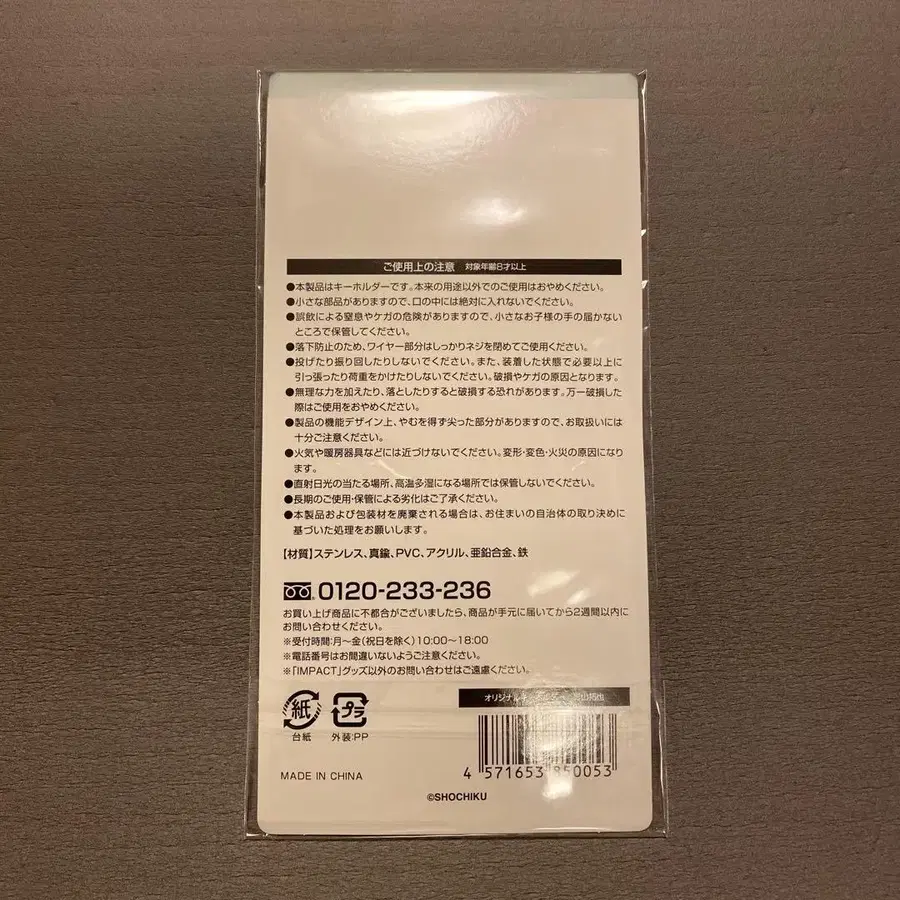 ご使用上の注意 対象年齢8才以上
●本製品はキーホルダーです。本来の用途以外でのご使用はおやめください。
●小さな部品がありますので、口の中には絶対に入れないでください。
●誤飲による窒息やケガの危険がありますので、小さなお子様の手の届かない
ところで保管してください。
●落下防止のため、ワイヤー部分はしっかりネジを閉めてご使用ください。
●投げたり振り回したりしないでください。また、装着した状態で必要以上に
引っ張ったり荷重をかけたりしないでください。破損やケガの原因となります。
●無理な力を加えたり、落としたりすると破損する恐れがあります。万一破損した
際はご使用をおやめください。
●製品の機能デザイン上、やむを得ず尖った部分がありますので、お取扱いには
十分ご注意ください。
●火気や暖房器具などには近づけないでください。変形・変色・火災の原因になり
ます。
●直射日光の当たる場所、高温多湿になる場所では保管しないでください。
●長期のご使用・保管による劣化はご了承ください。
●本製品および包装材を廃棄される場合は、お住まいの自治体の取り決めに
基づいた処理をお願いします。
【材質】ステンレス、真鍮、PVC、アクリル、亜鉛合金、鉄
0120-233-236
お買い上げ商品に不都合がございましたら、商品が手元に届いてから2週間以内に
お問い合わせください。
※受付時間:月〜金(祝日を除く)10:00〜18:00
※電話番号はお間違いないようご注意ください。
※「IMPACT」グッズ以外のお問い合わせはご遠慮ください。
オリジナル
紙 プラ
台紙 外装:PP
4 571653 850053
MADE IN CHINA
©SHOCHIKU